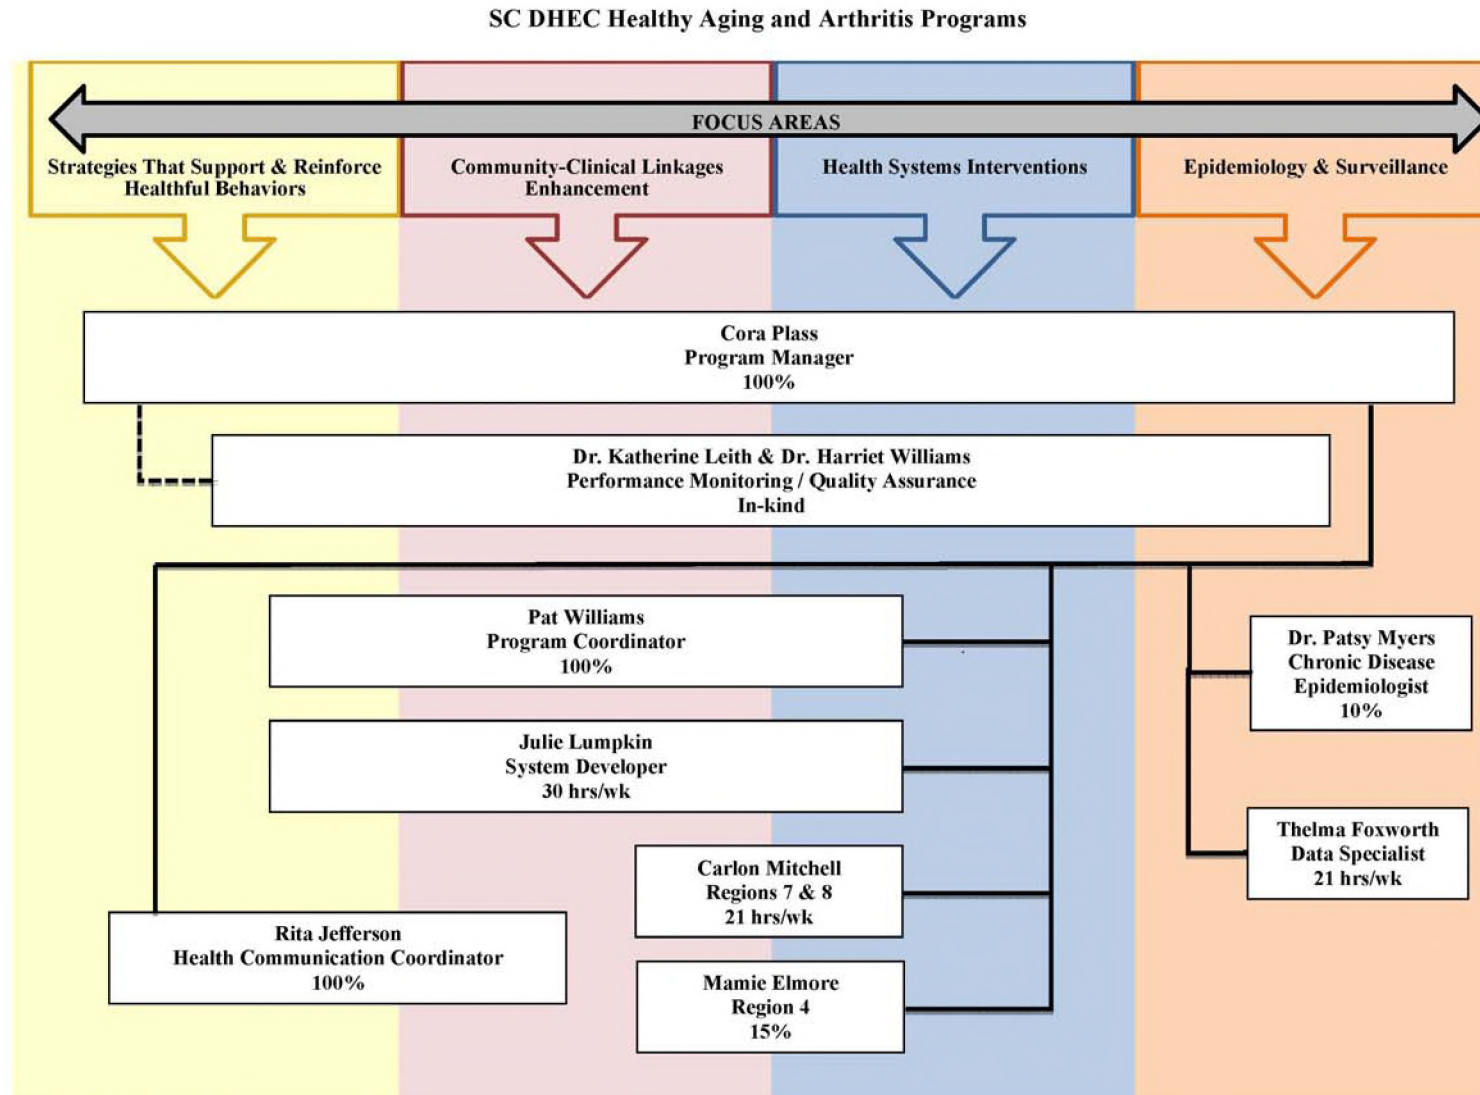 SC DHEC Healthy Aging and Arthritis Programs
FOCUS AREAS
Strategies That Support & Reinforce
Healthful Behaviors
Community-Clinical Linkages
Enhancement
Health Systems Interventions
Epidemiology & Surveillance
Cora Plass
Program Manager
100%
Dr. Katherine Leith & Dr. Harriet Williams
Performance Monitoring / Quality Assurance
In-kind
Pat Williams
Program Coordinator
100%
Julie Lumpkin
System Developer
30 hrs/wk
Carlon Mitchell
Regions 7 & 8
21 hrs/wk
Mamie Elmore
Region 4
15%
Rita Jefferson
Health Communication Coordinator
100%
Dr. Patsy Myers
Chronic Disease
Epidemiologist
10%
Thelma Foxworth
Data Specialist
21 hrs/wk